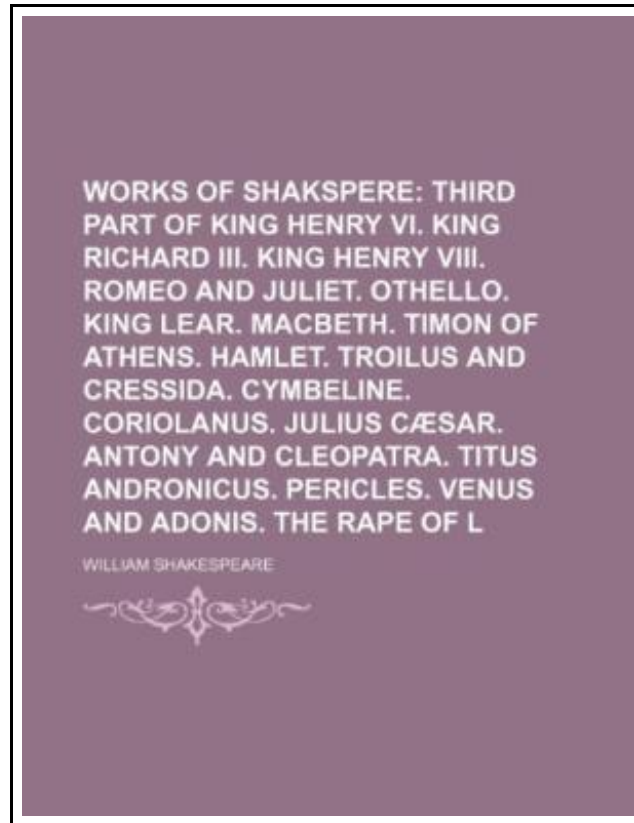 WORKS OF SHAKSPERE: THIRD
PART OF KING HENRY VI. KING
RICHARD III. KING HENRY VIII.
ROMEO AND JULIET. OTHELLO.
KING LEAR. MACBETH. TIMON OF
ATHENS. HAMLET. TROILUS AND
CRESSIDA. CYMBELINE.
CORIOLANUS. JULIUS CÆSAR.
ANTONY AND CLEOPATRA. TITUS
ANDRONICUS. PERICLES. VENUS
AND ADONIS. THE RAPE OF L
WILLIAM SHAKESPEARE